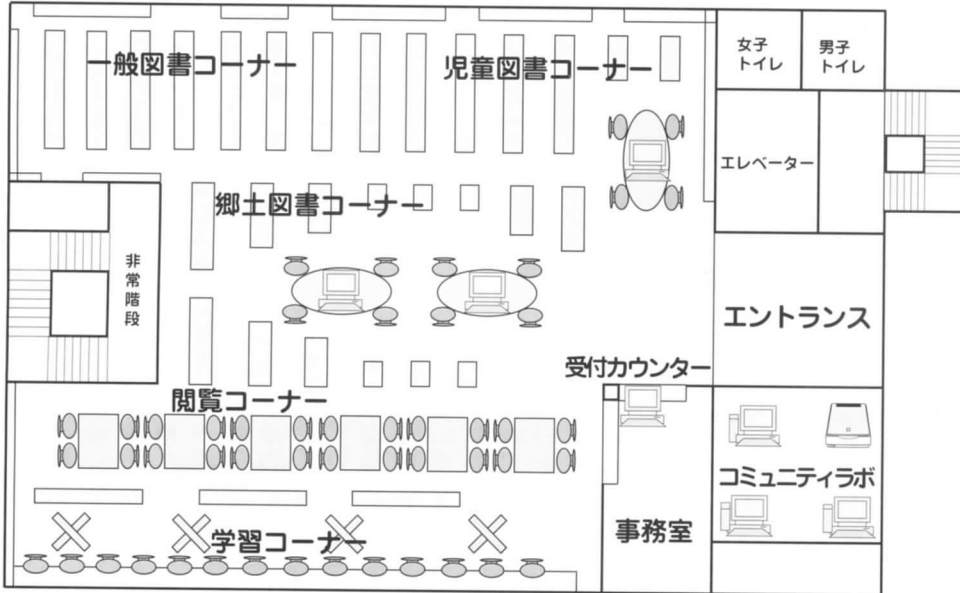 一般図書コーナー
児童図書コーナー
女子
トイレ
男子
トイレ
エレベーター
郷土図書コーナー
非常階段
エントランス
受付カウンター
閲覧コーナー
コミュニティラボ
事務室
学習コーナー